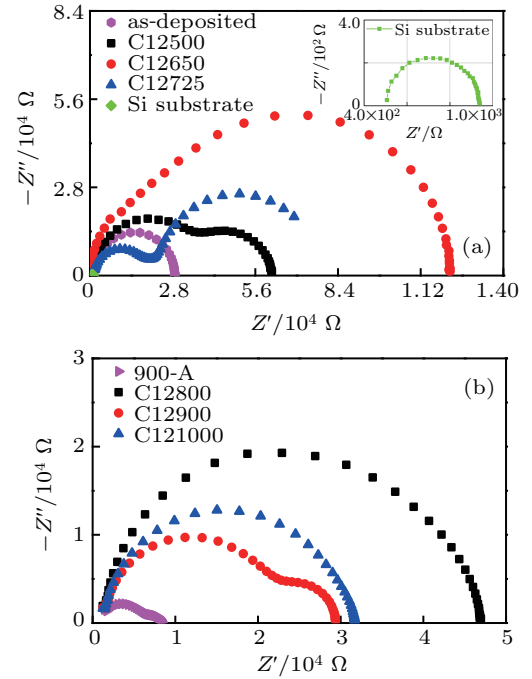 −Z″/10⁴ Ω
8.4
5.6
2.8
0
as-deposited
C12500
C12650
C12725
Si substrate
−Z″/10² Ω
4.0
0
Si substrate
4.0×10²
1.0×10³
Z′/Ω
(a)
0
2.8
5.6
8.4
1.12
1.40
Z′/10⁴ Ω
−Z″/10⁴ Ω
3
2
1
0
900-A
C12800
C12900
C121000
(b)
0
1
2
3
4
5
Z′/10⁴ Ω